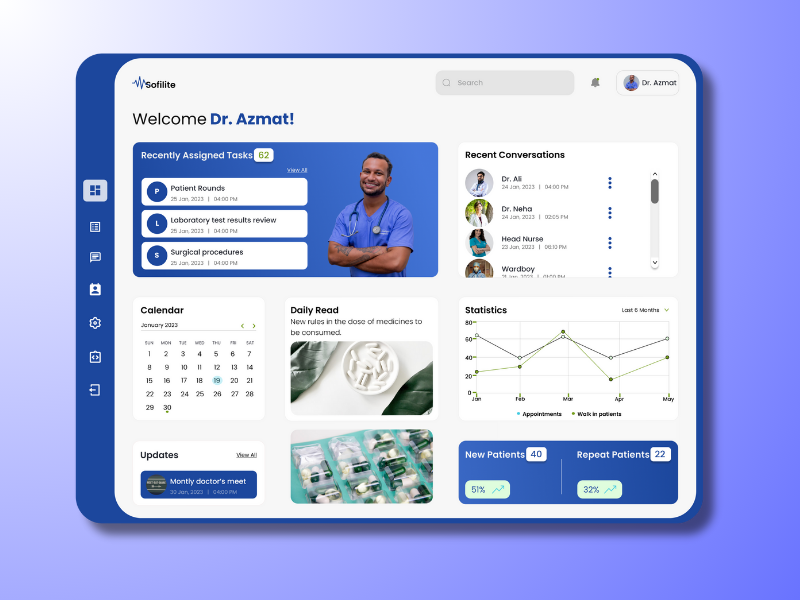 Sofilite
Search
Dr. Azmat
Welcome Dr. Azmat!
Recently Assigned Tasks 62
View All
P
Patient Rounds
25 Jan, 2023 | 04:00 PM
L
Laboratory test results review
25 Jan, 2023 | 04:00 PM
S
Surgical procedures
25 Jan, 2023 | 04:00 PM
Recent Conversations
Dr. Ali
24 Jan, 2023 | 04:00 PM
Dr. Neha
24 Jan, 2023 | 02:05 PM
Head Nurse
23 Jan, 2023 | 06:10 PM
Wardboy
Calendar
January 2023
SUN MON TUE WED THU FRI SAT
1 2 3 4 5 6 7
8 9 10 11 12 13 14
15 16 17 18 19 20 21
22 23 24 25 26 27 28
29 30
Daily Read
New rules in the dose of medicines to
be consumed.
Statistics
Last 6 Months
80
60
40
20
0
Jan Feb Mar Apr May
Appointments Walk in patients
Updates
View All
Montly doctor's meet
30 Jan, 2023 | 04:00 PM
New Patients 40
51%
Repeat Patients 22
32%